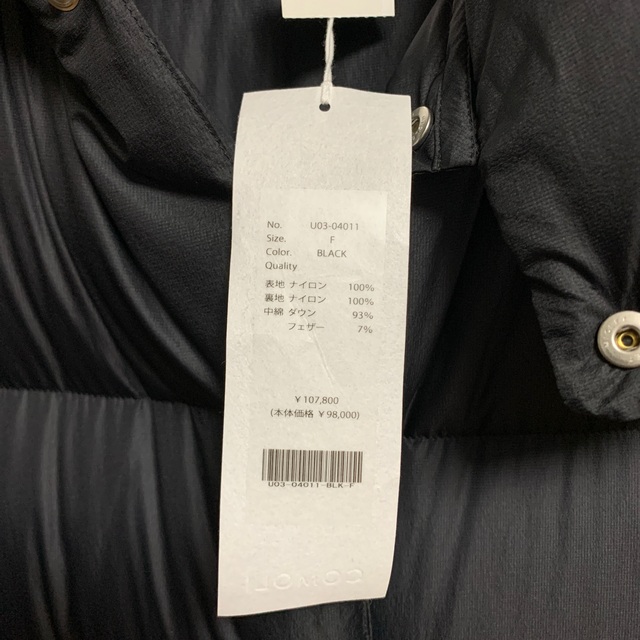 No. U03-04011
Size. F
Color. BLACK
Quality
表地 ナイロン 100%
裏地 ナイロン 100%
中綿 ダウン 93%
フェザー 7%
¥ 107,800
(本体価格 ¥ 98,000)
U03-04011-BLK-F